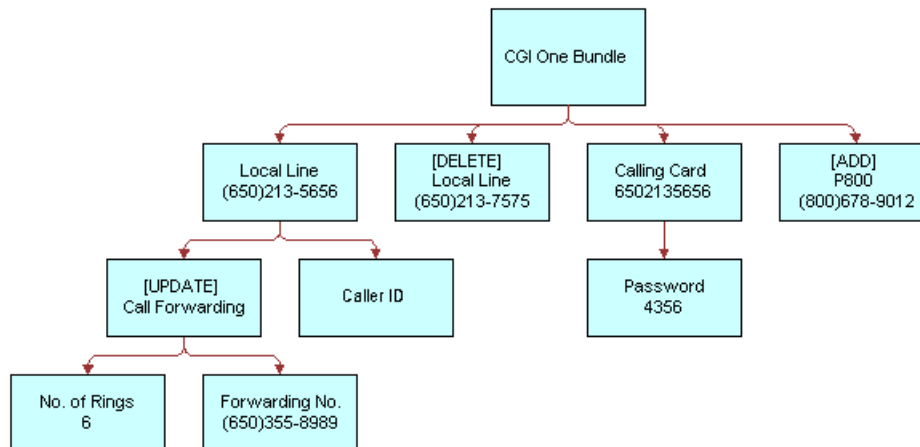 CGI One Bundle
Local Line
(650)213-5656
[DELETE]
Local Line
(650)213-7575
Calling Card
6502135656
[ADD]
P800
(800)678-9012
[UPDATE]
Call Forwarding
Caller ID
Password
4356
No. of Rings
6
Forwarding No.
(650)355-8989